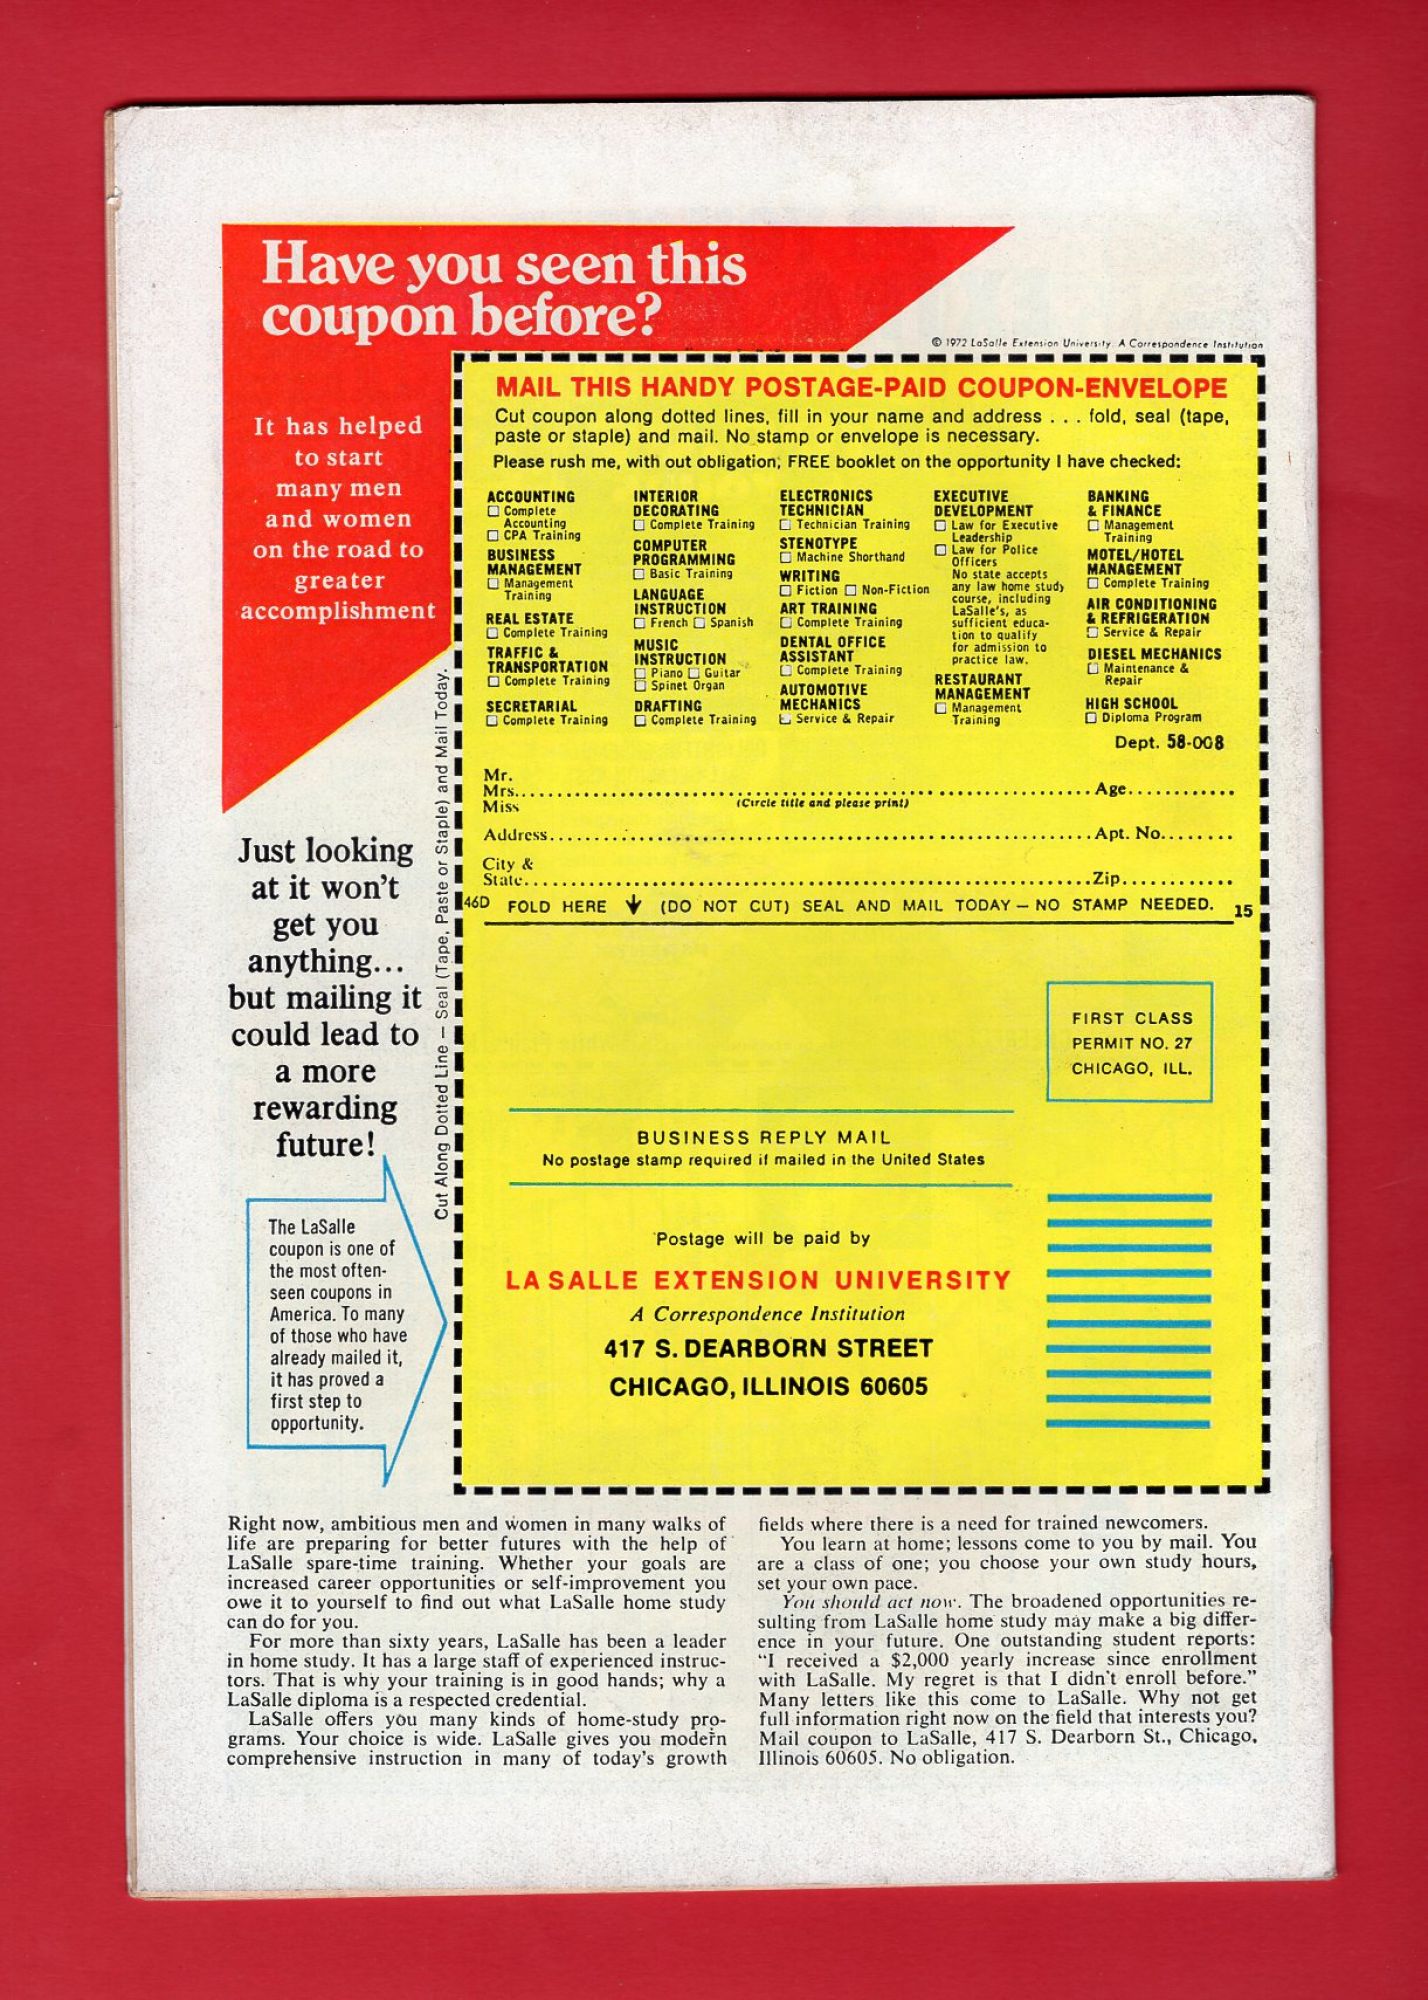 Have you seen this
coupon before?
© 1972 LaSalle Extension University. A Correspondence Institution
It has helped
to start
many men
and women
on the road to
greater
accomplishment
Just looking
at it won't
get you
anything...
but mailing it
could lead to
a more
rewarding
future!
The LaSalle
coupon is one of
the most often-
seen coupons in
America. To many
of those who have
already mailed it,
it has proved a
first step to
opportunity.
Cut Along Dotted Line — Seal (Tape, Paste or Staple) and Mail Today.
MAIL THIS HANDY POSTAGE-PAID COUPON-ENVELOPE
Cut coupon along dotted lines, fill in your name and address . . . fold, seal (tape,
paste or staple) and mail. No stamp or envelope is necessary.
Please rush me, with out obligation, FREE booklet on the opportunity I have checked:
ACCOUNTING
☐ Complete
Accounting
☐ CPA Training
BUSINESS
MANAGEMENT
☐ Management
Training
REAL ESTATE
☐ Complete Training
TRAFFIC &
TRANSPORTATION
☐ Complete Training
SECRETARIAL
☐ Complete Training
INTERIOR
DECORATING
☐ Complete Training
COMPUTER
PROGRAMMING
☐ Basic Training
LANGUAGE
INSTRUCTION
☐ French ☐ Spanish
MUSIC
INSTRUCTION
☐ Piano ☐ Guitar
☐ Spinet Organ
DRAFTING
☐ Complete Training
ELECTRONICS
TECHNICIAN
☐ Technician Training
STENOTYPE
☐ Machine Shorthand
WRITING
☐ Fiction ☐ Non-Fiction
ART TRAINING
☐ Complete Training
DENTAL OFFICE
ASSISTANT
☐ Complete Training
AUTOMOTIVE
MECHANICS
☐ Service & Repair
EXECUTIVE
DEVELOPMENT
☐ Law for Executive
Leadership
☐ Law for Police
Officers
No state accepts
any law home study
course, including
LaSalle's, as
sufficient educa-
tion to qualify
for admission to
practice law.
RESTAURANT
MANAGEMENT
☐ Management
Training
BANKING
& FINANCE
☐ Management
Training
MOTEL/HOTEL
MANAGEMENT
☐ Complete Training
AIR CONDITIONING
& REFRIGERATION
☐ Service & Repair
DIESEL MECHANICS
☐ Maintenance &
Repair
HIGH SCHOOL
☐ Diploma Program
Dept. 58-008
Mr.
Mrs. Age
Miss (Circle title and please print)
Address Apt. No.
City &
State Zip
46D FOLD HERE ↓ (DO NOT CUT) SEAL AND MAIL TODAY — NO STAMP NEEDED. 15
FIRST CLASS
PERMIT NO. 27
CHICAGO, ILL.
BUSINESS REPLY MAIL
No postage stamp required if mailed in the United States
Postage will be paid by
LA SALLE EXTENSION UNIVERSITY
A Correspondence Institution
417 S. DEARBORN STREET
CHICAGO, ILLINOIS 60605
Right now, ambitious men and women in many walks of
life are preparing for better futures with the help of
LaSalle spare-time training. Whether your goals are
increased career opportunities or self-improvement you
owe it to yourself to find out what LaSalle home study
can do for you.
For more than sixty years, LaSalle has been a leader
in home study. It has a large staff of experienced instruc-
tors. That is why your training is in good hands; why a
LaSalle diploma is a respected credential.
LaSalle offers you many kinds of home-study pro-
grams. Your choice is wide. LaSalle gives you modern
comprehensive instruction in many of today's growth
fields where there is a need for trained newcomers.
You learn at home; lessons come to you by mail. You
are a class of one; you choose your own study hours,
set your own pace.
You should act now. The broadened opportunities re-
sulting from LaSalle home study may make a big differ-
ence in your future. One outstanding student reports:
“I received a $2,000 yearly increase since enrollment
with LaSalle. My regret is that I didn't enroll before.”
Many letters like this come to LaSalle. Why not get
full information right now on the field that interests you?
Mail coupon to LaSalle, 417 S. Dearborn St., Chicago,
Illinois 60605. No obligation.